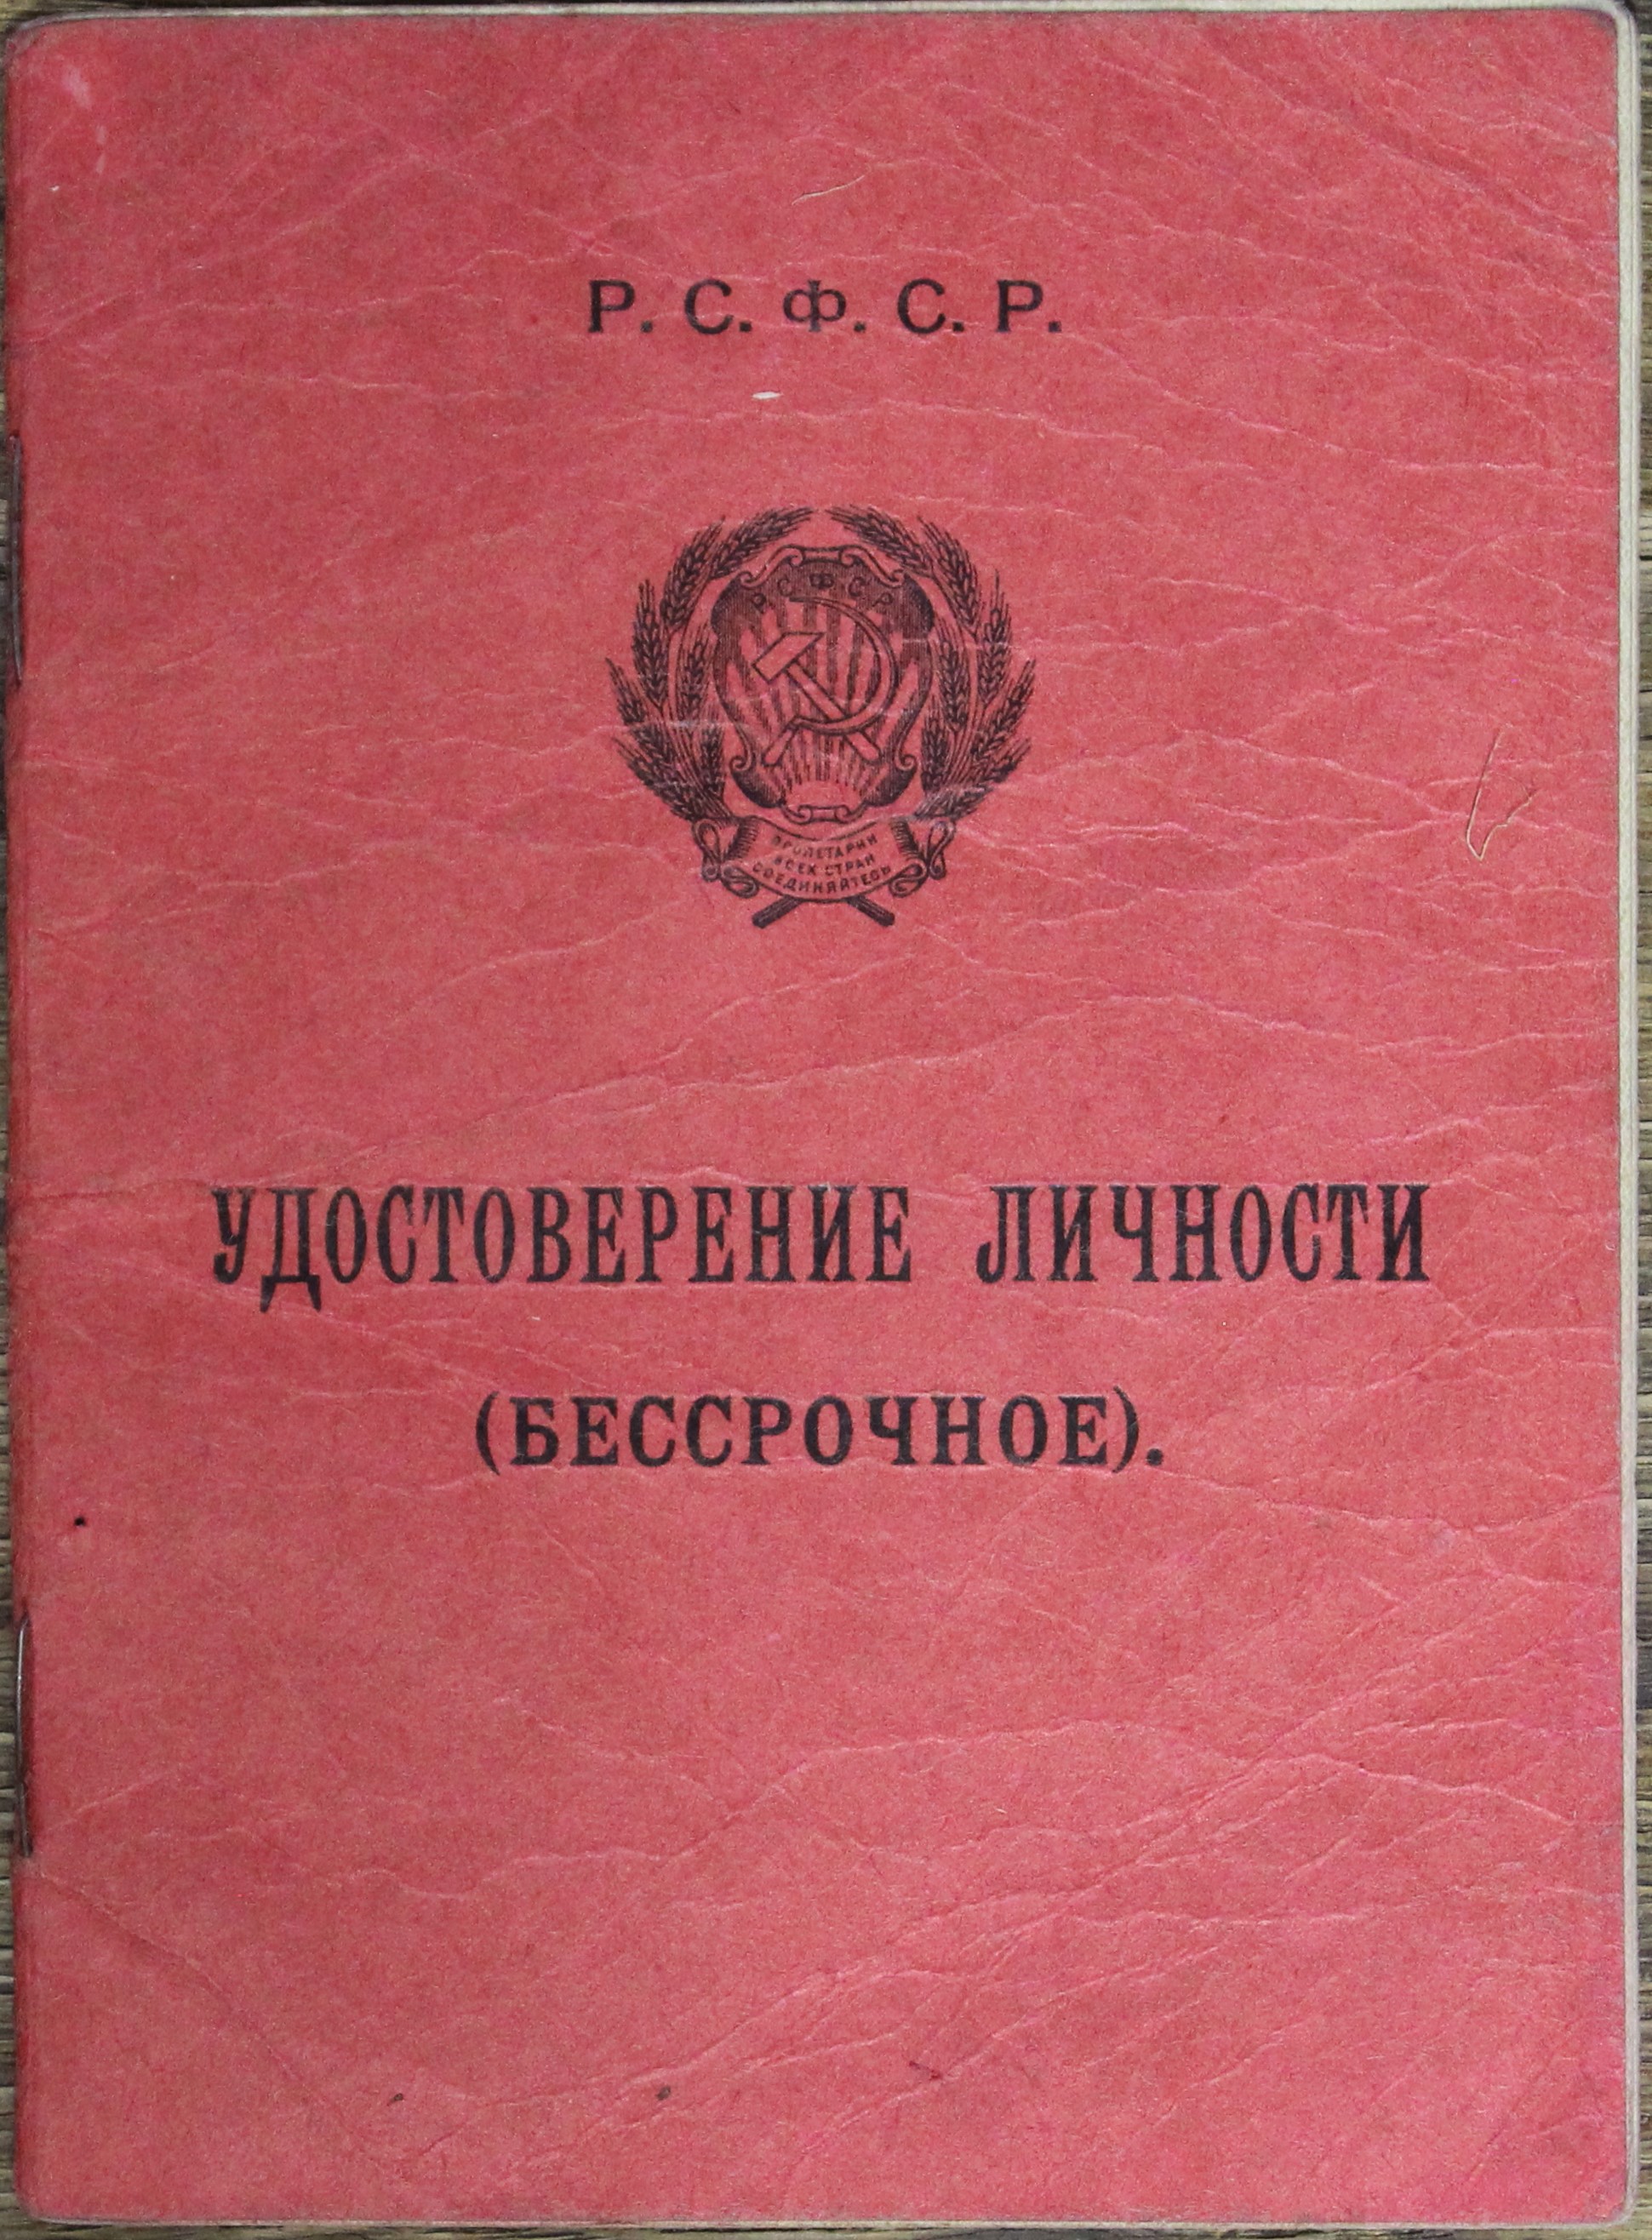 Р. С. Ф. С. Р.
Р С Ф С Р
ПРОЛЕТАРИИ
ВСЕХ СТРАН
СОЕДИНЯЙТЕСЬ
УДОСТОВЕРЕНИЕ ЛИЧНОСТИ
(БЕССРОЧНОЕ).